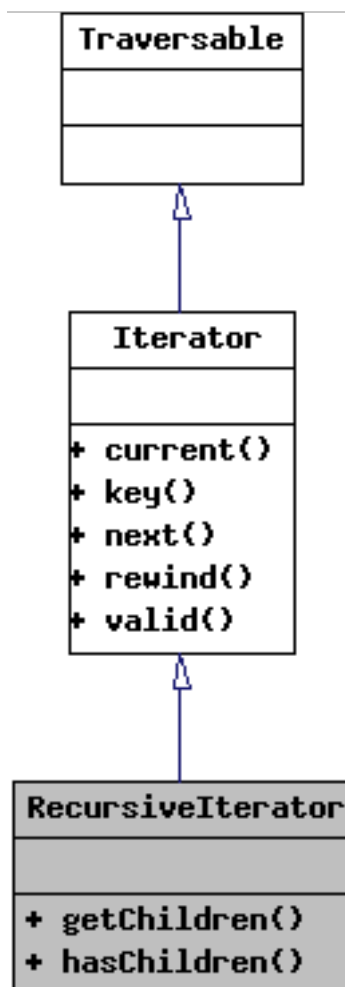 Traversable
Iterator
+ current()
+ key()
+ next()
+ rewind()
+ valid()
RecursiveIterator
+ getChildren()
+ hasChildren()